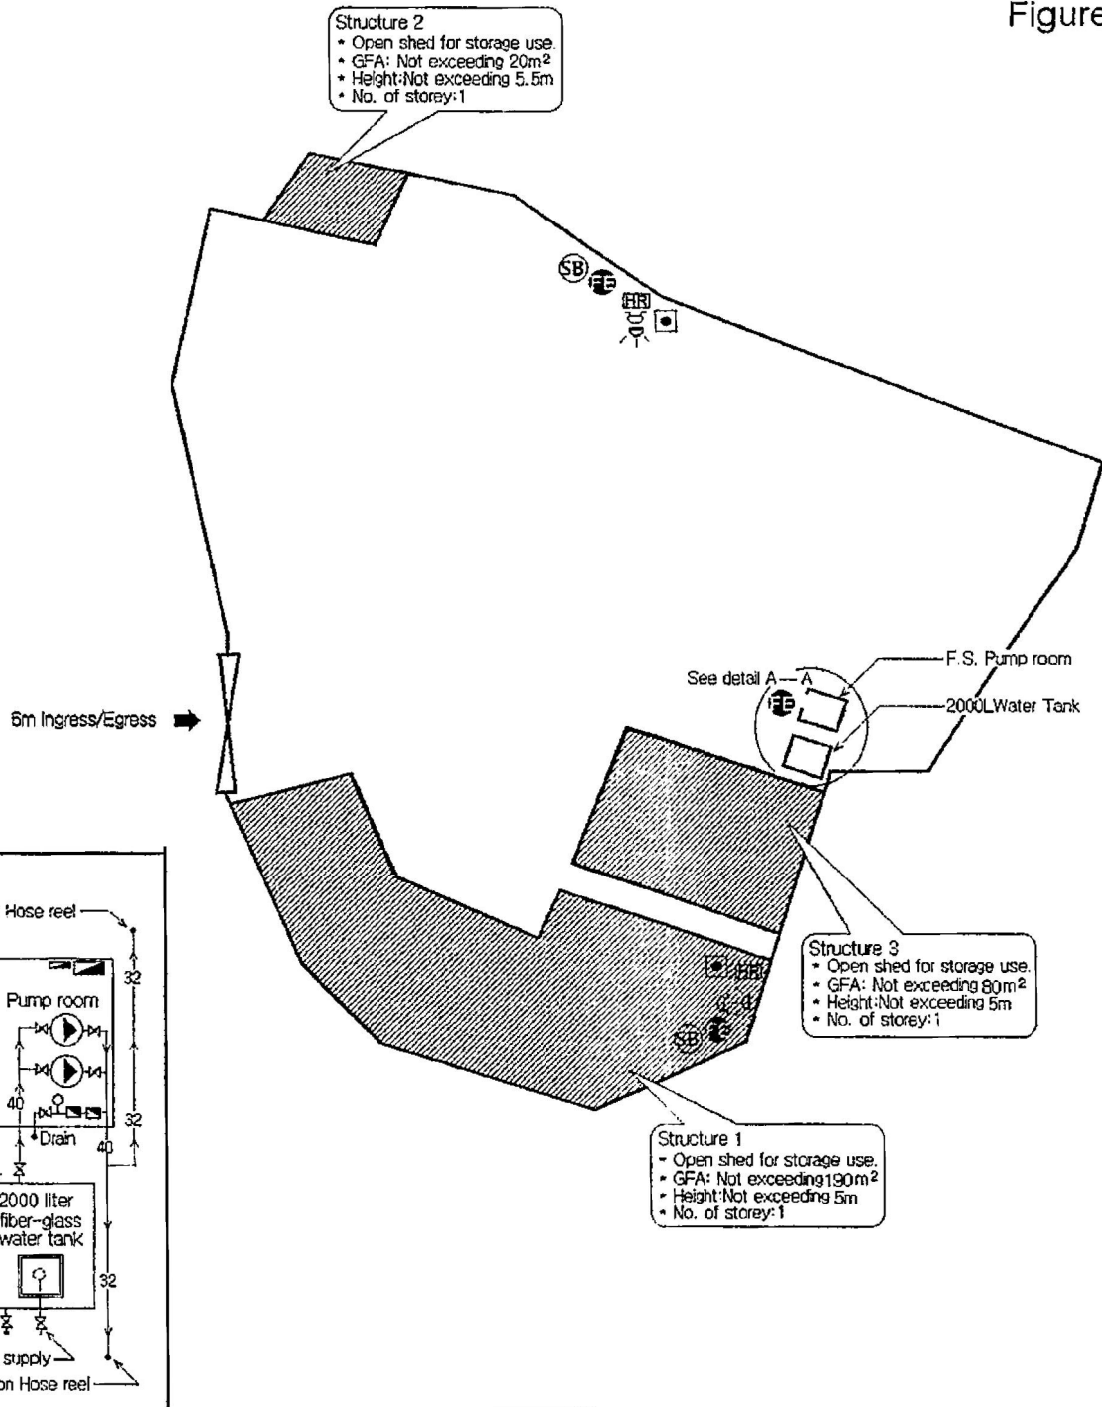 Figure
Structure 2
* Open shed for storage use.
* GFA: Not exceeding 20m²
* Height:Not exceeding 5.5m
* No. of storey:1
SB
FE
HR
See detail A--A
FE
F.S. Pump room
2000LWater Tank
6m Ingress/Egress
Structure 3
* Open shed for storage use.
* GFA: Not exceeding 80m²
* Height:Not exceeding 5m
* No. of storey:1
HR
SB
Structure 1
* Open shed for storage use.
* GFA: Not exceeding 190m²
* Height:Not exceeding 5m
* No. of storey:1
Hose reel
32
Pump room
40
32
Drain
40
2000 liter
fiber-glass
water tank
32
supply
on Hose reel